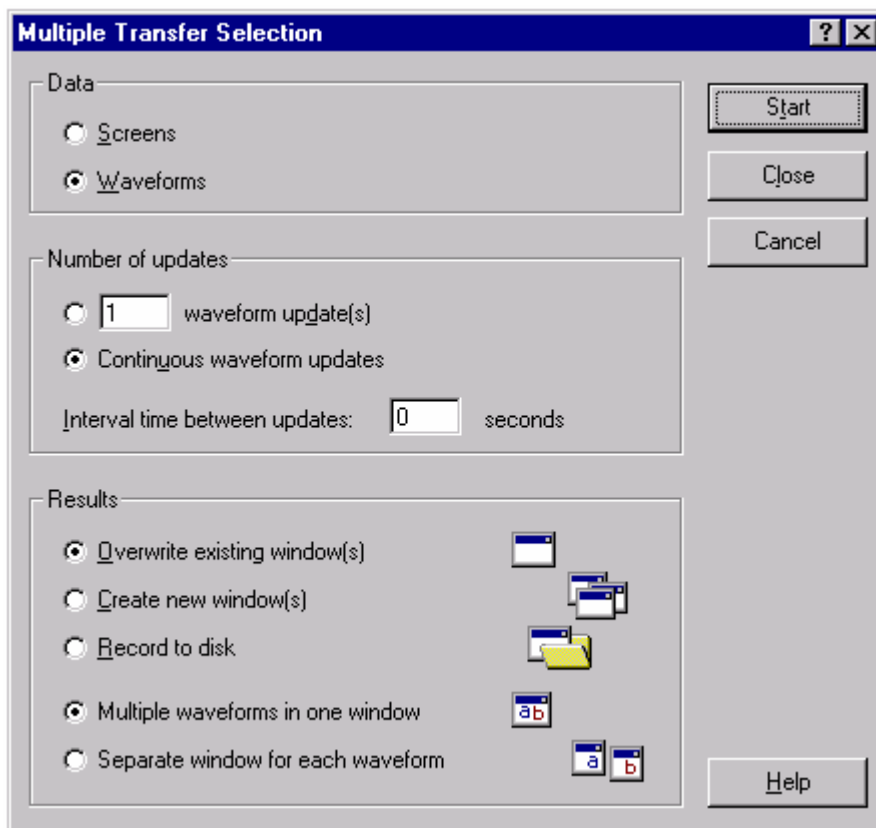 Multiple Transfer Selection
Data
Screens
Waveforms
Start
Close
Cancel
Number of updates
1 waveform update(s)
Continuous waveform updates
Interval time between updates: 0 seconds
Results
Overwrite existing window(s)
Create new window(s)
Record to disk
Multiple waveforms in one window ab
Separate window for each waveform a b
Help